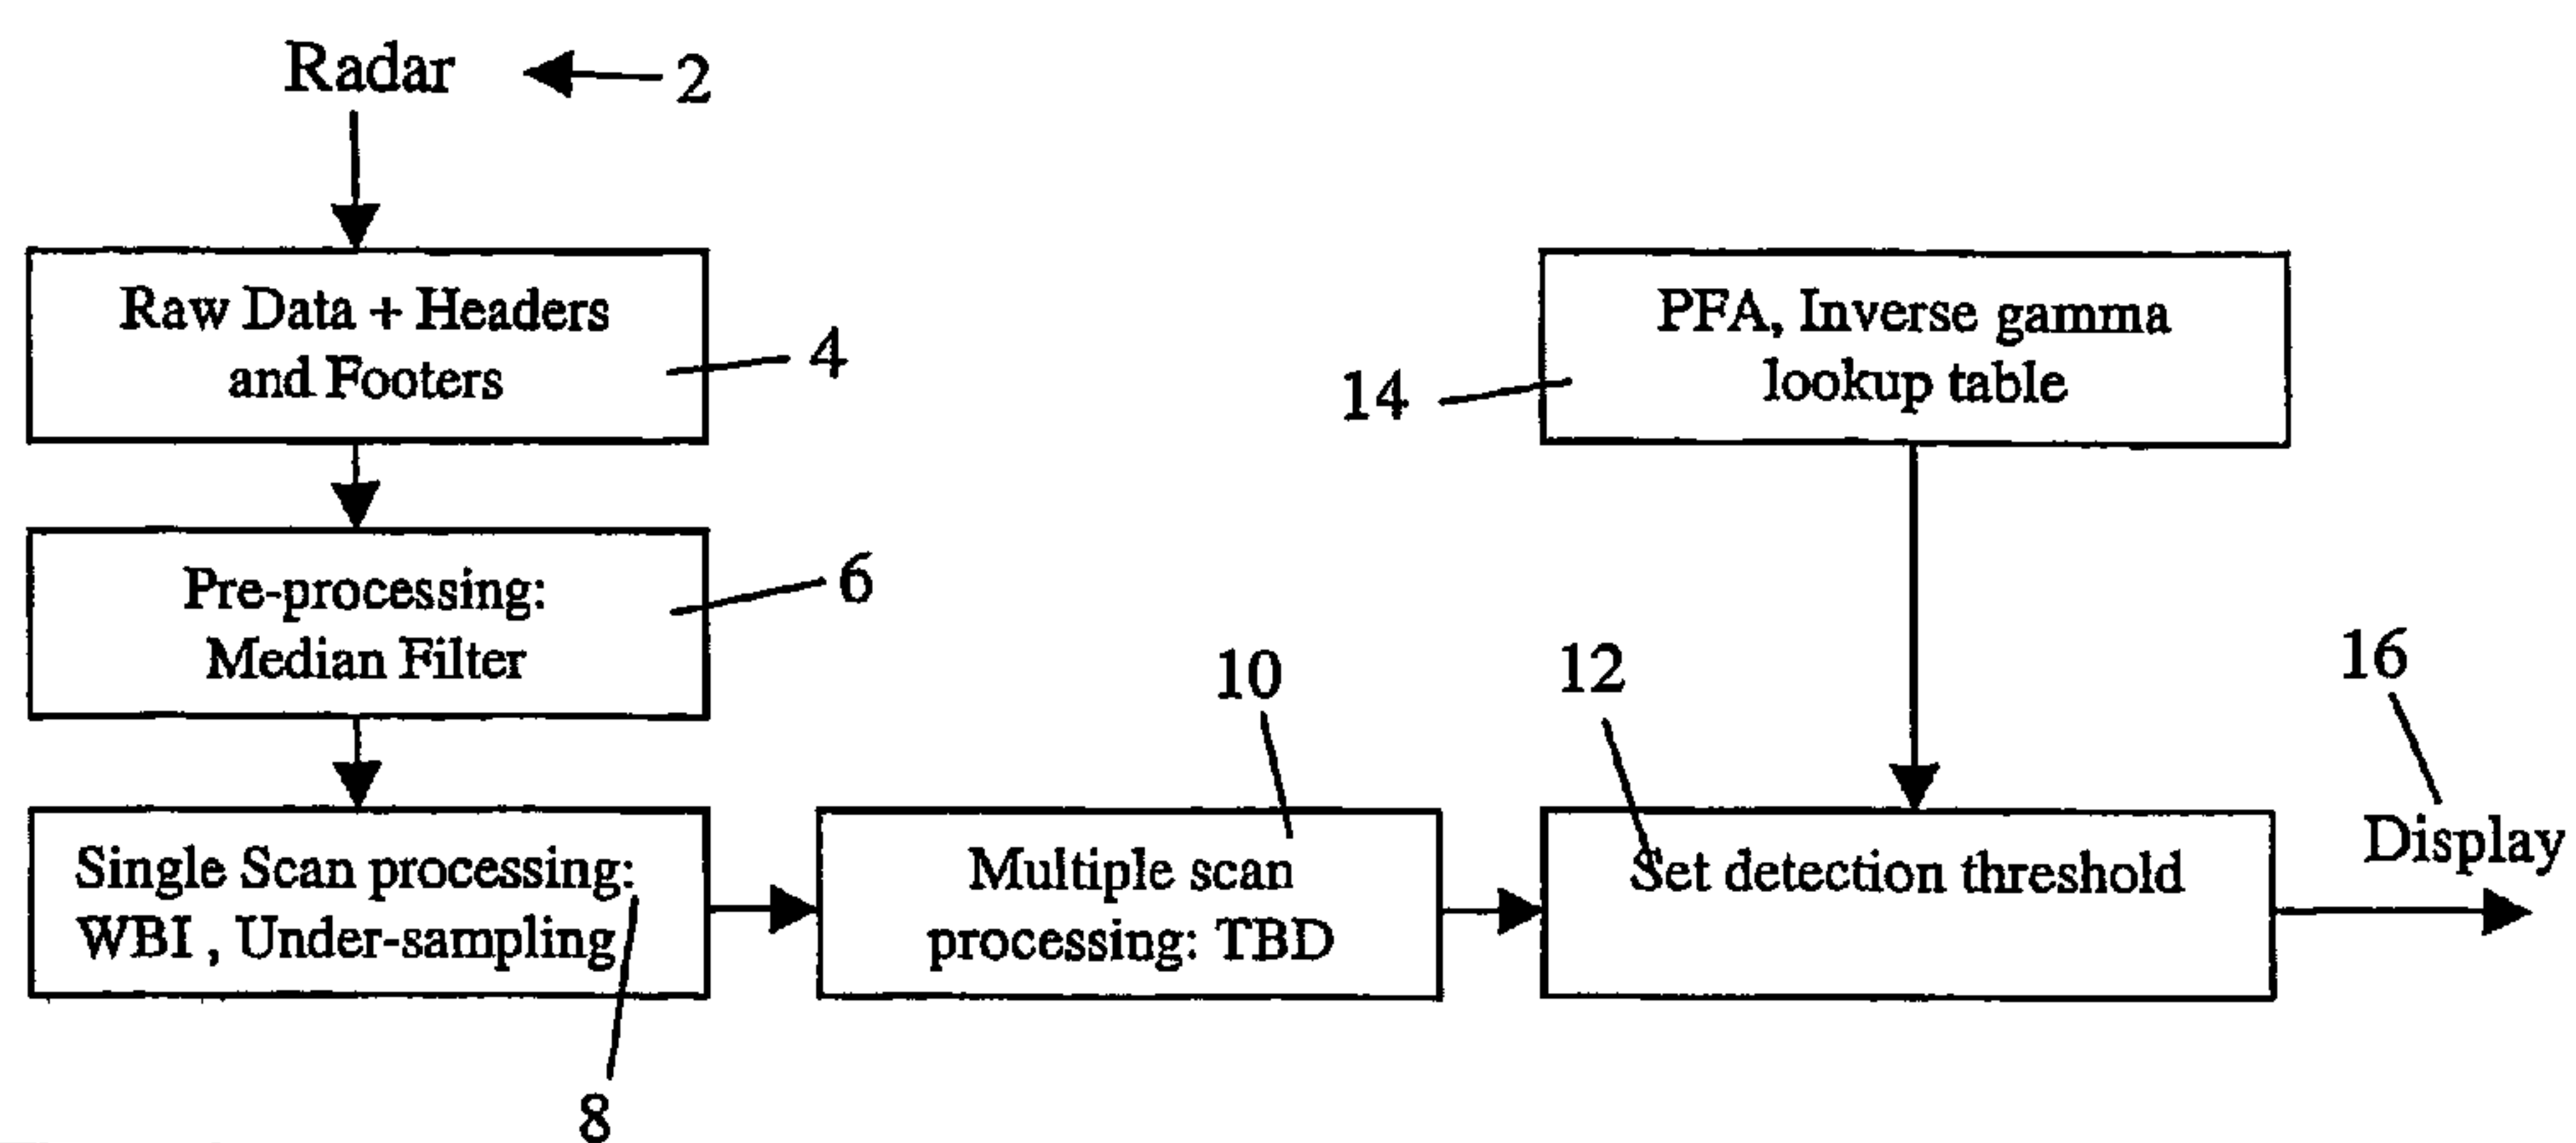 Radar
2
Raw Data + Headers
and Footers
4
Pre-processing:
Median Filter
6
Single Scan processing:
WBI , Under-sampling
8
Multiple scan
processing: TBD
10
PFA, Inverse gamma
lookup table
14
Set detection threshold
12
Display
16